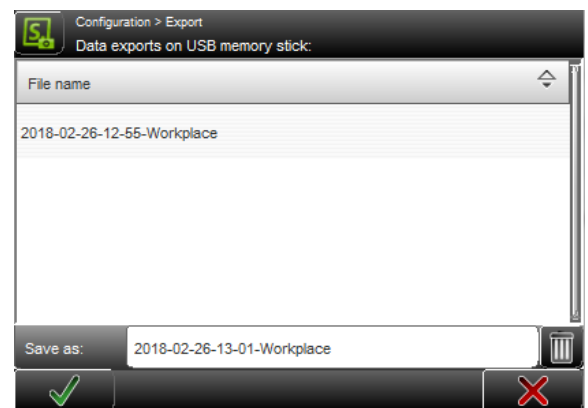 S
Configuration > Export
Data exports on USB memory stick:
File name
2018-02-26-12-55-Workplace
Save as:
2018-02-26-13-01-Workplace